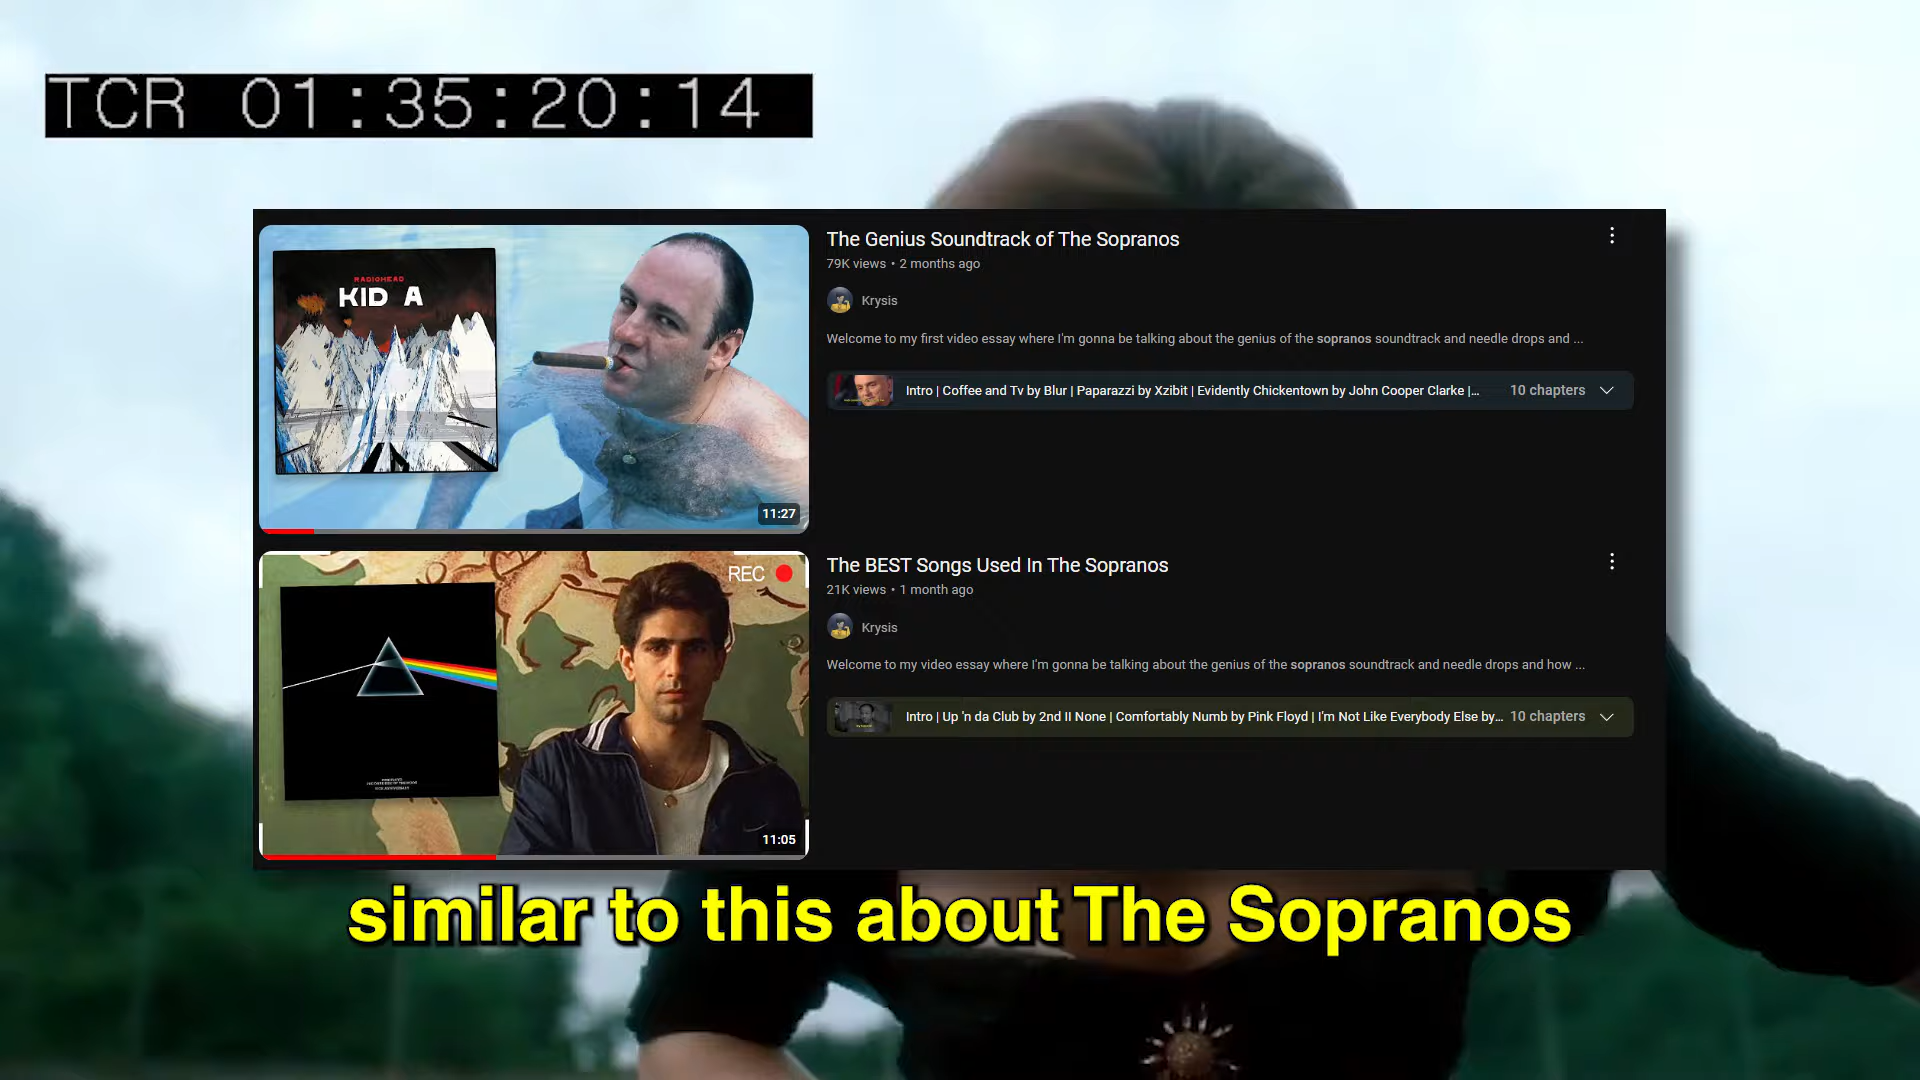 TCR 01:35:20:14
RADIOHEAD
KID A
11:27
The Genius Soundtrack of The Sopranos
79K views • 2 months ago
Krysis
Welcome to my first video essay where I'm gonna be talking about the genius of the sopranos soundtrack and needle drops and ...
Intro | Coffee and Tv by Blur | Paparazzi by Xzibit | Evidently Chickentown by John Cooper Clarke |...
10 chapters
REC
11:05
The BEST Songs Used In The Sopranos
21K views • 1 month ago
Krysis
Welcome to my video essay where I'm gonna be talking about the genius of the sopranos soundtrack and needle drops and how ...
Intro | Up 'n da Club by 2nd II None | Comfortably Numb by Pink Floyd | I'm Not Like Everybody Else by...
10 chapters
similar to this about The Sopranos